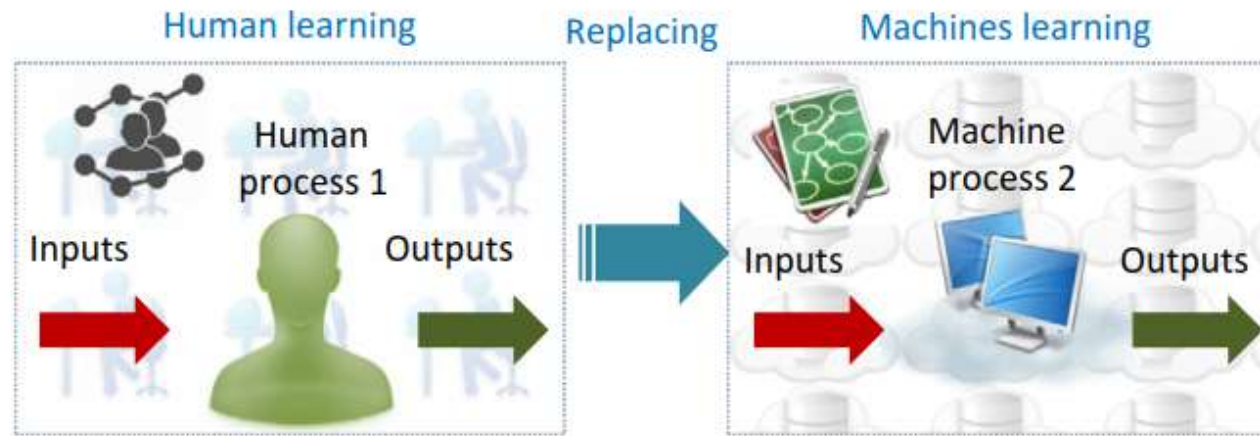 Human learning
Replacing
Machines learning
Human
process 1
Inputs
Outputs
Machine
process 2
Inputs
Outputs